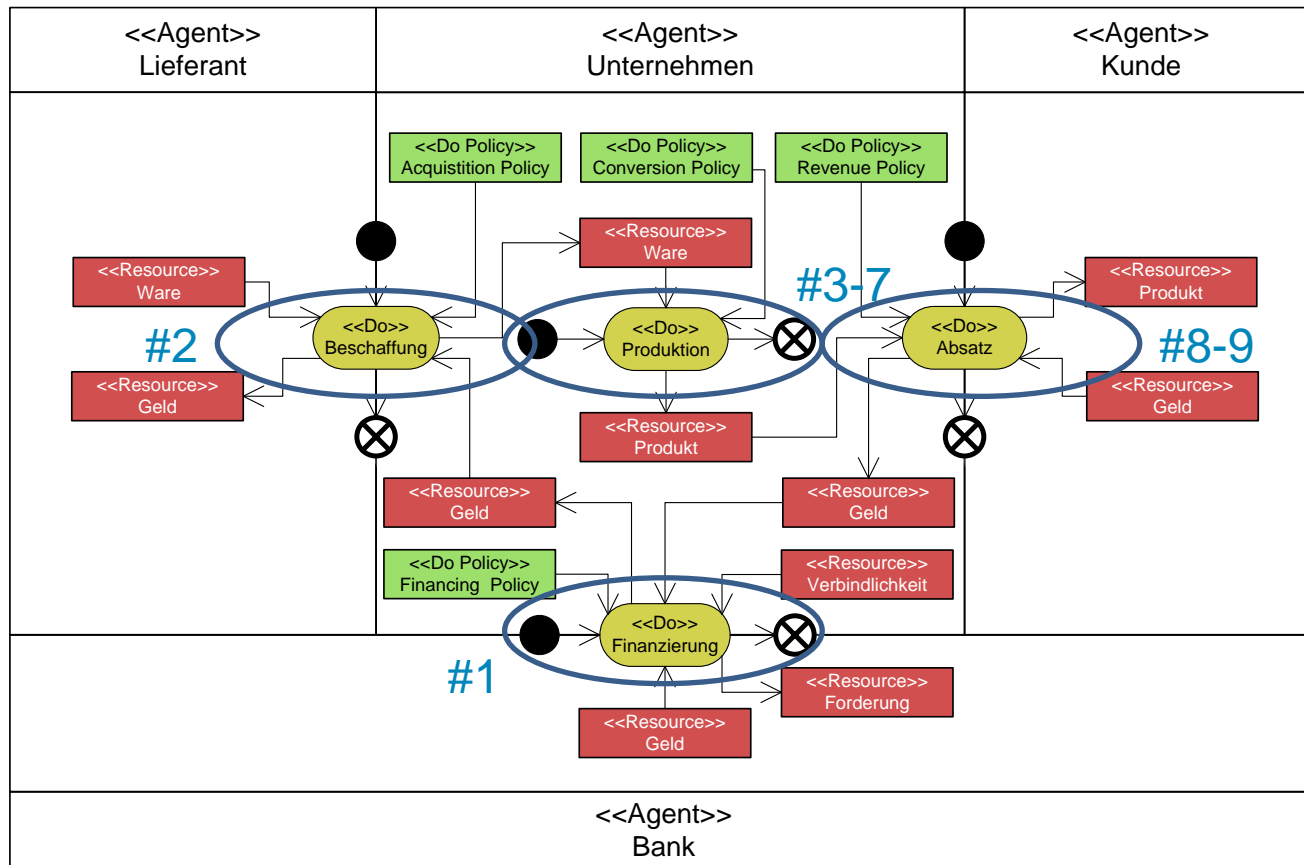 <<Agent>>
Lieferant
<<Agent>>
Unternehmen
<<Agent>>
Kunde
<<Do Policy>>
Acquistition Policy
<<Do Policy>>
Conversion Policy
<<Do Policy>>
Revenue Policy
<<Resource>>
Ware
<<Resource>>
Ware
<<Resource>>
Produkt
#3-7
#2
<<Do>>
Beschaffung
<<Do>>
Produktion
<<Do>>
Absatz
#8-9
<<Resource>>
Geld
<<Resource>>
Geld
<<Resource>>
Produkt
<<Resource>>
Geld
<<Resource>>
Geld
<<Do Policy>>
Financing Policy
<<Resource>>
Verbindlichkeit
<<Do>>
Finanzierung
#1
<<Resource>>
Forderung
<<Resource>>
Geld
<<Agent>>
Bank